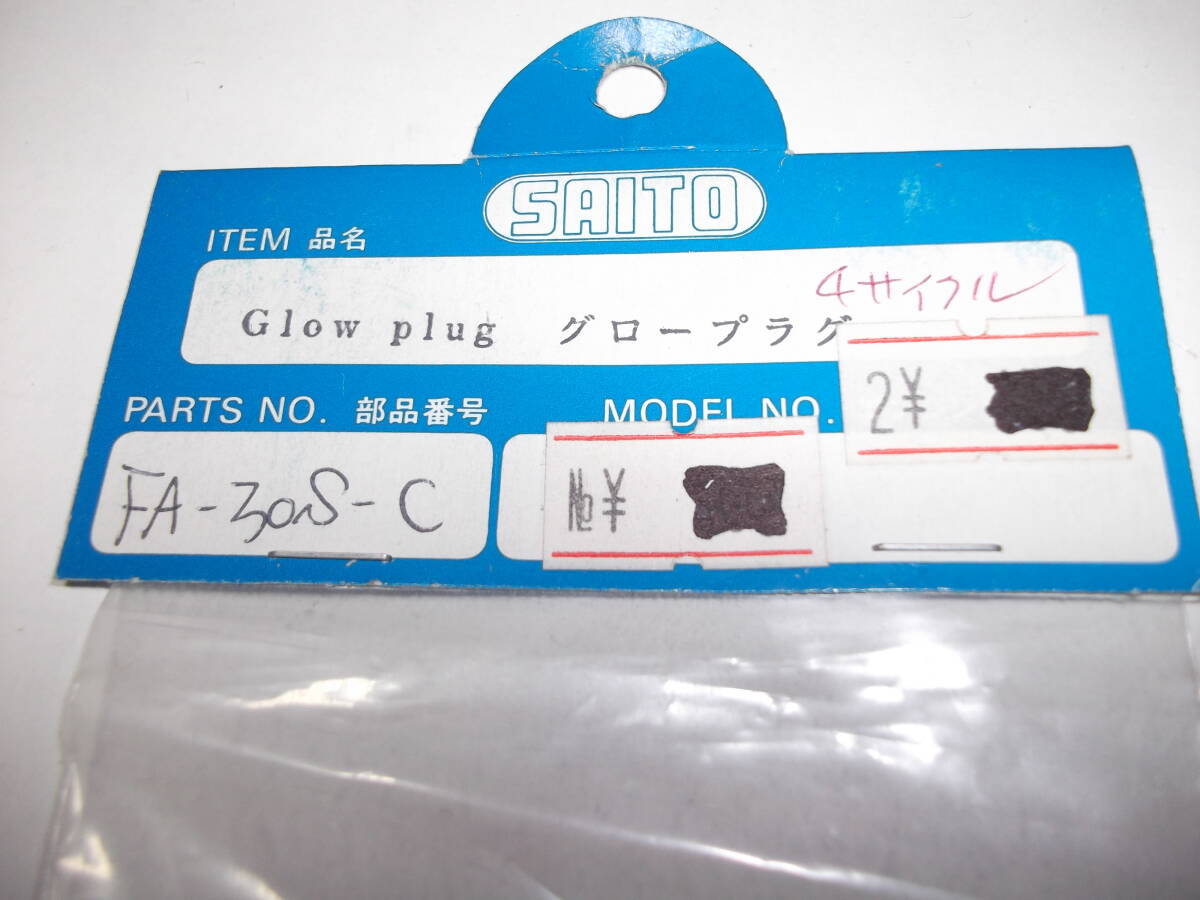 SAITO
ITEM 品名
4サイクル
Glow plug グロープラグ
2¥
PARTS NO. 部品番号 MODEL NO.
FA-30S-C
№¥